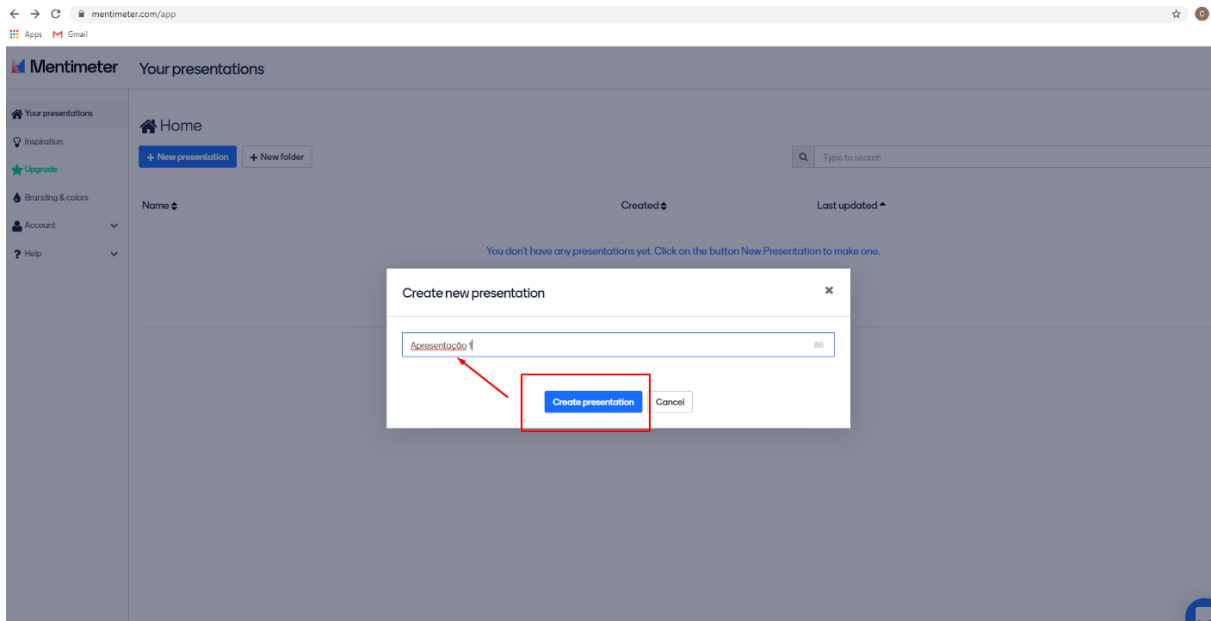 mentimeter.com/app
C
Apps Gmail
Mentimeter Your presentations
Your presentations
Inspiration
Upgrade
Branding & colors
Account
? Help
Home
+ New presentation + New folder
Type to search
Name Created Last updated
You don't have any presentations yet. Click on the button New Presentation to make one.
Create new presentation ×
Apresentação 1 86
Create presentation Cancel